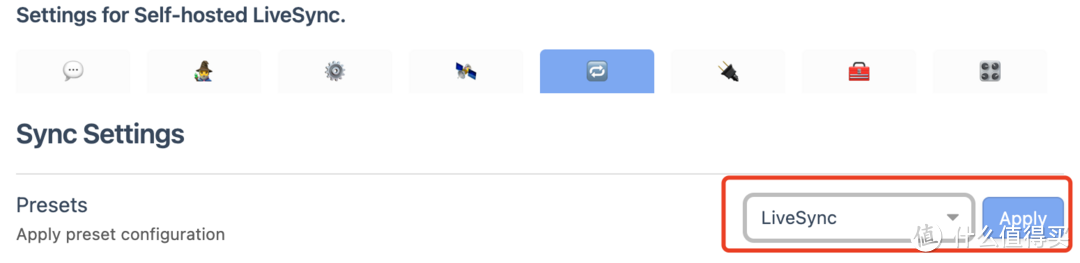 Settings for Self-hosted LiveSync.
Sync Settings
Presets
Apply preset configuration
LiveSync
Apply
值 什么值得买